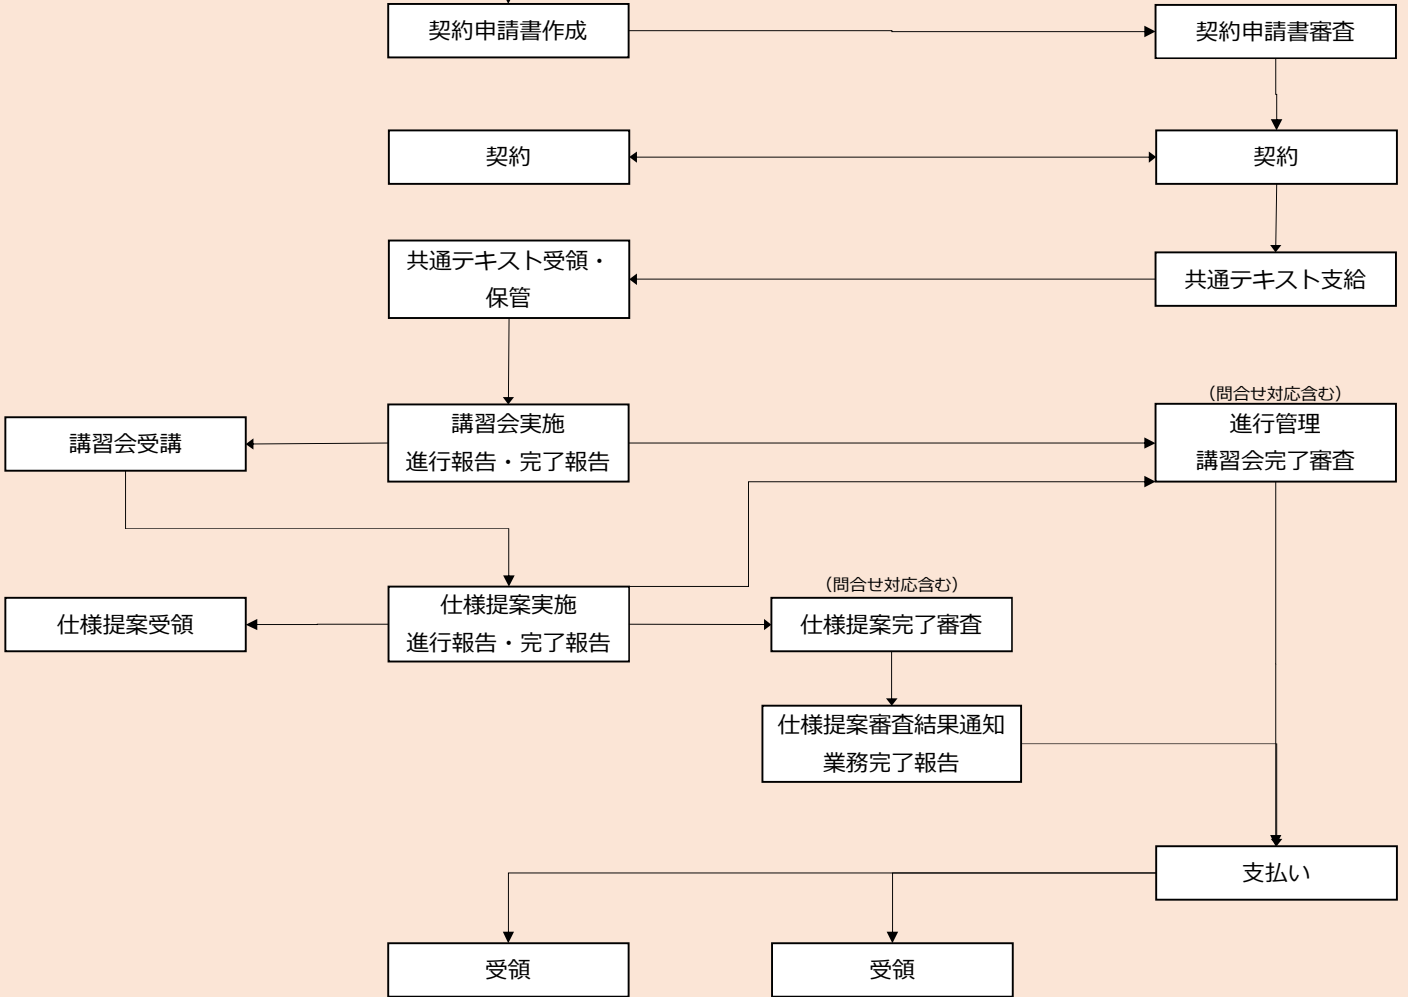 契約申請書作成
契約申請書審査
契約
契約
共通テキスト受領・
保管
共通テキスト支給
(問合せ対応含む)
講習会受講
講習会実施
進行報告・完了報告
進行管理
講習会完了審査
(問合せ対応含む)
仕様提案受領
仕様提案実施
進行報告・完了報告
仕様提案完了審査
仕様提案審査結果通知
業務完了報告
支払い
受領
受領